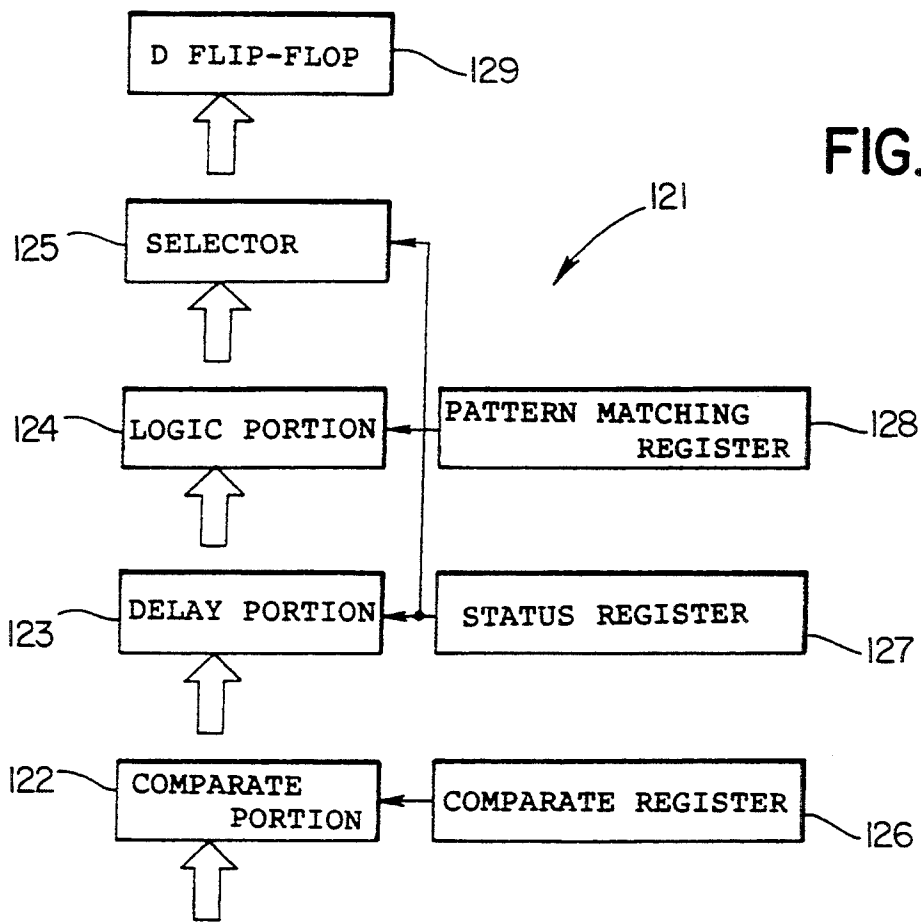 D FLIP-FLOP
129
FIG.
121
125
SELECTOR
124
LOGIC PORTION
PATTERN MATCHING
REGISTER
128
123
DELAY PORTION
STATUS REGISTER
127
122
COMPARATE
PORTION
COMPARATE REGISTER
126